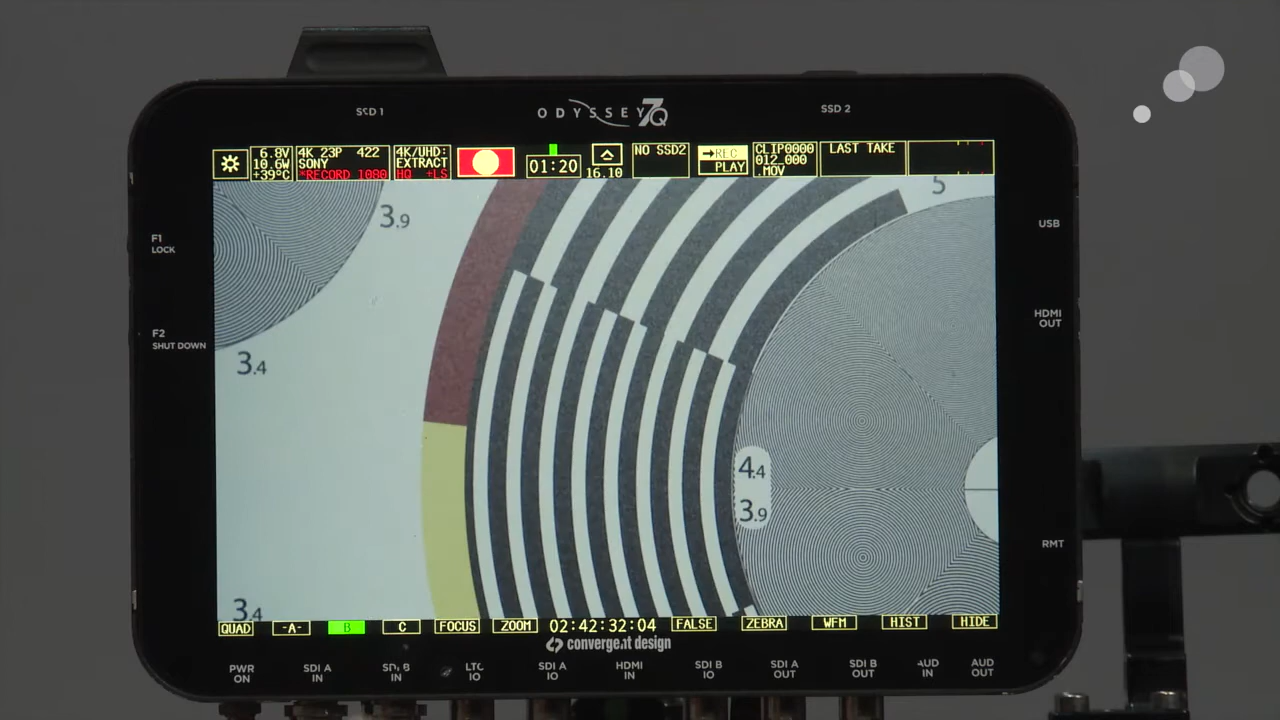 SSD 1
ODYSSEY7Q
SSD 2
6.8V
10.6W
+39°C
4K 23P 422
SONY
*RECORD 1080
4K/UHD:
EXTRACT
HQ +LS
01:20
16.10
NO SSD2
→REC
PLAY
CLIP0000
012_000
.MOV
LAST TAKE
F1
LOCK
F2
SHUT DOWN
USB
HDMI
OUT
RMT
3.9
5
3.4
4.4
3.9
3.4
QUAD
-A-
B
C
FOCUS
ZOOM
02:42:32:04
FALSE
ZEBRA
WFM
HIST
HIDE
convergent design
PWR
ON
SDI A
IN
SDI B
IN
LTC
IO
SDI A
IO
HDMI
IN
SDI B
IO
SDI A
OUT
SDI B
OUT
AUD
IN
AUD
OUT